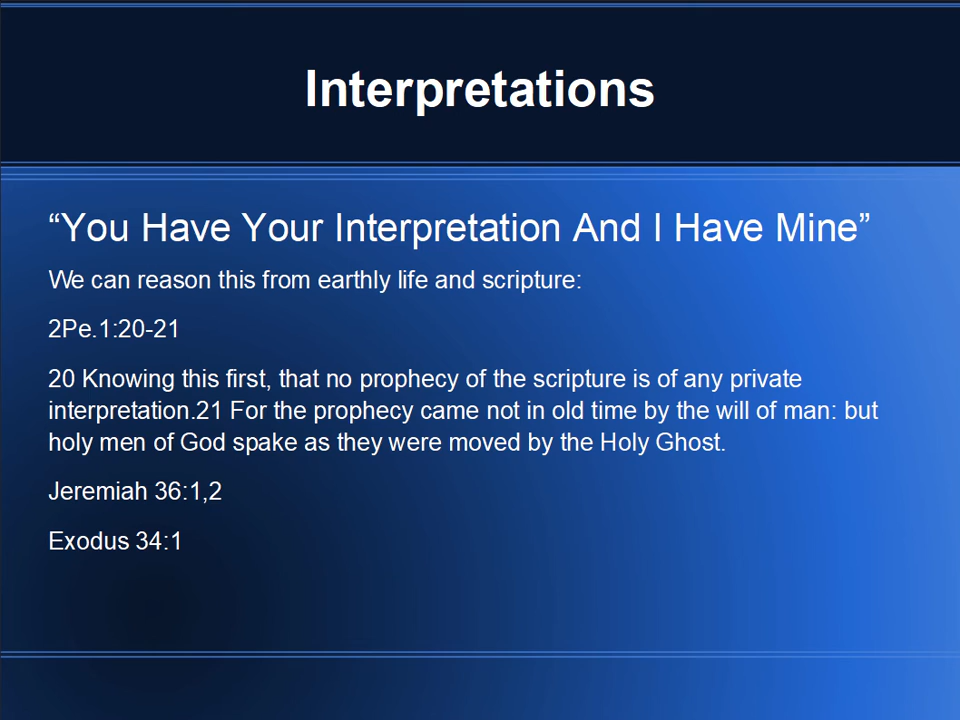 Interpretations
“You Have Your Interpretation And I Have Mine”
We can reason this from earthly life and scripture:
2Pe.1:20-21
20 Knowing this first, that no prophecy of the scripture is of any private
interpretation.21 For the prophecy came not in old time by the will of man: but
holy men of God spake as they were moved by the Holy Ghost.
Jeremiah 36:1,2
Exodus 34:1